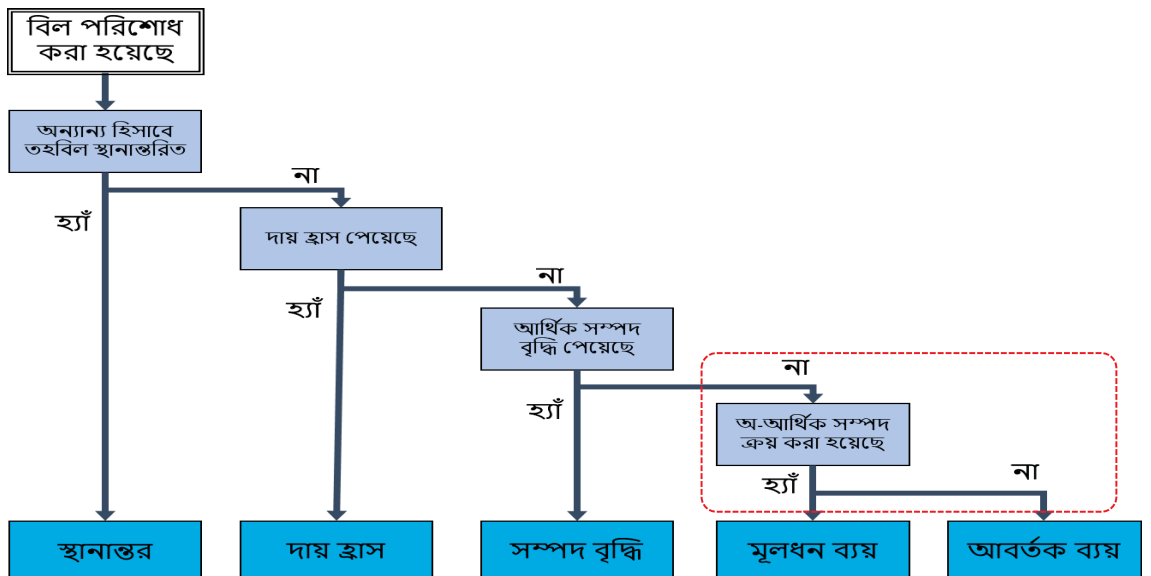 বিল পরিশোধ
করা হয়েছে
অন্যান্য হিসাবে
তহবিল স্থানান্তরিত
না
হ্যাঁ
দায় হ্রাস পেয়েছে
না
হ্যাঁ
আর্থিক সম্পদ
বৃদ্ধি পেয়েছে
না
হ্যাঁ
অ-আর্থিক সম্পদ
ক্রয় করা হয়েছে
না
হ্যাঁ
স্থানান্তর
দায় হ্রাস
সম্পদ বৃদ্ধি
মূলধন ব্যয়
আবর্তক ব্যয়